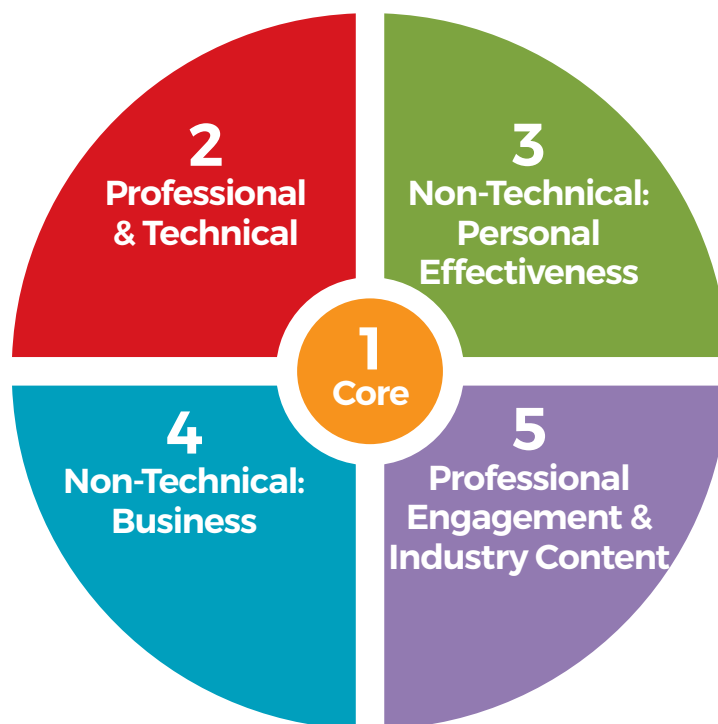 2
Professional
& Technical
3
Non-Technical:
Personal
Effectiveness
1
Core
4
Non-Technical:
Business
5
Professional
Engagement &
Industry Content